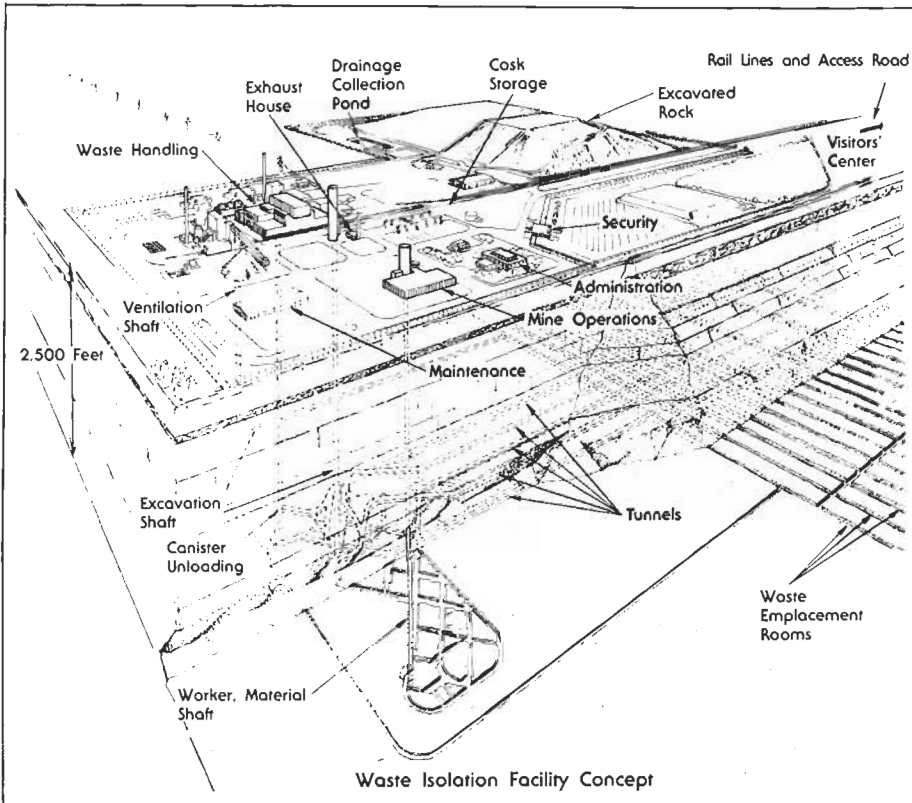 Rail Lines and Access Road
Drainage
Collection
Pond
Cosk
Storage
Exhaust
House
Excavated
Rock
Visitors'
Center
Waste Handling
Security
Ventilation
Shaft
Administration
Mine Operations
2,500 Feet
Maintenance
Excavation
Shaft
Tunnels
Canister
Unloading
Waste
Emplacement
Rooms
Worker, Material
Shaft
Waste Isolation Facility Concept